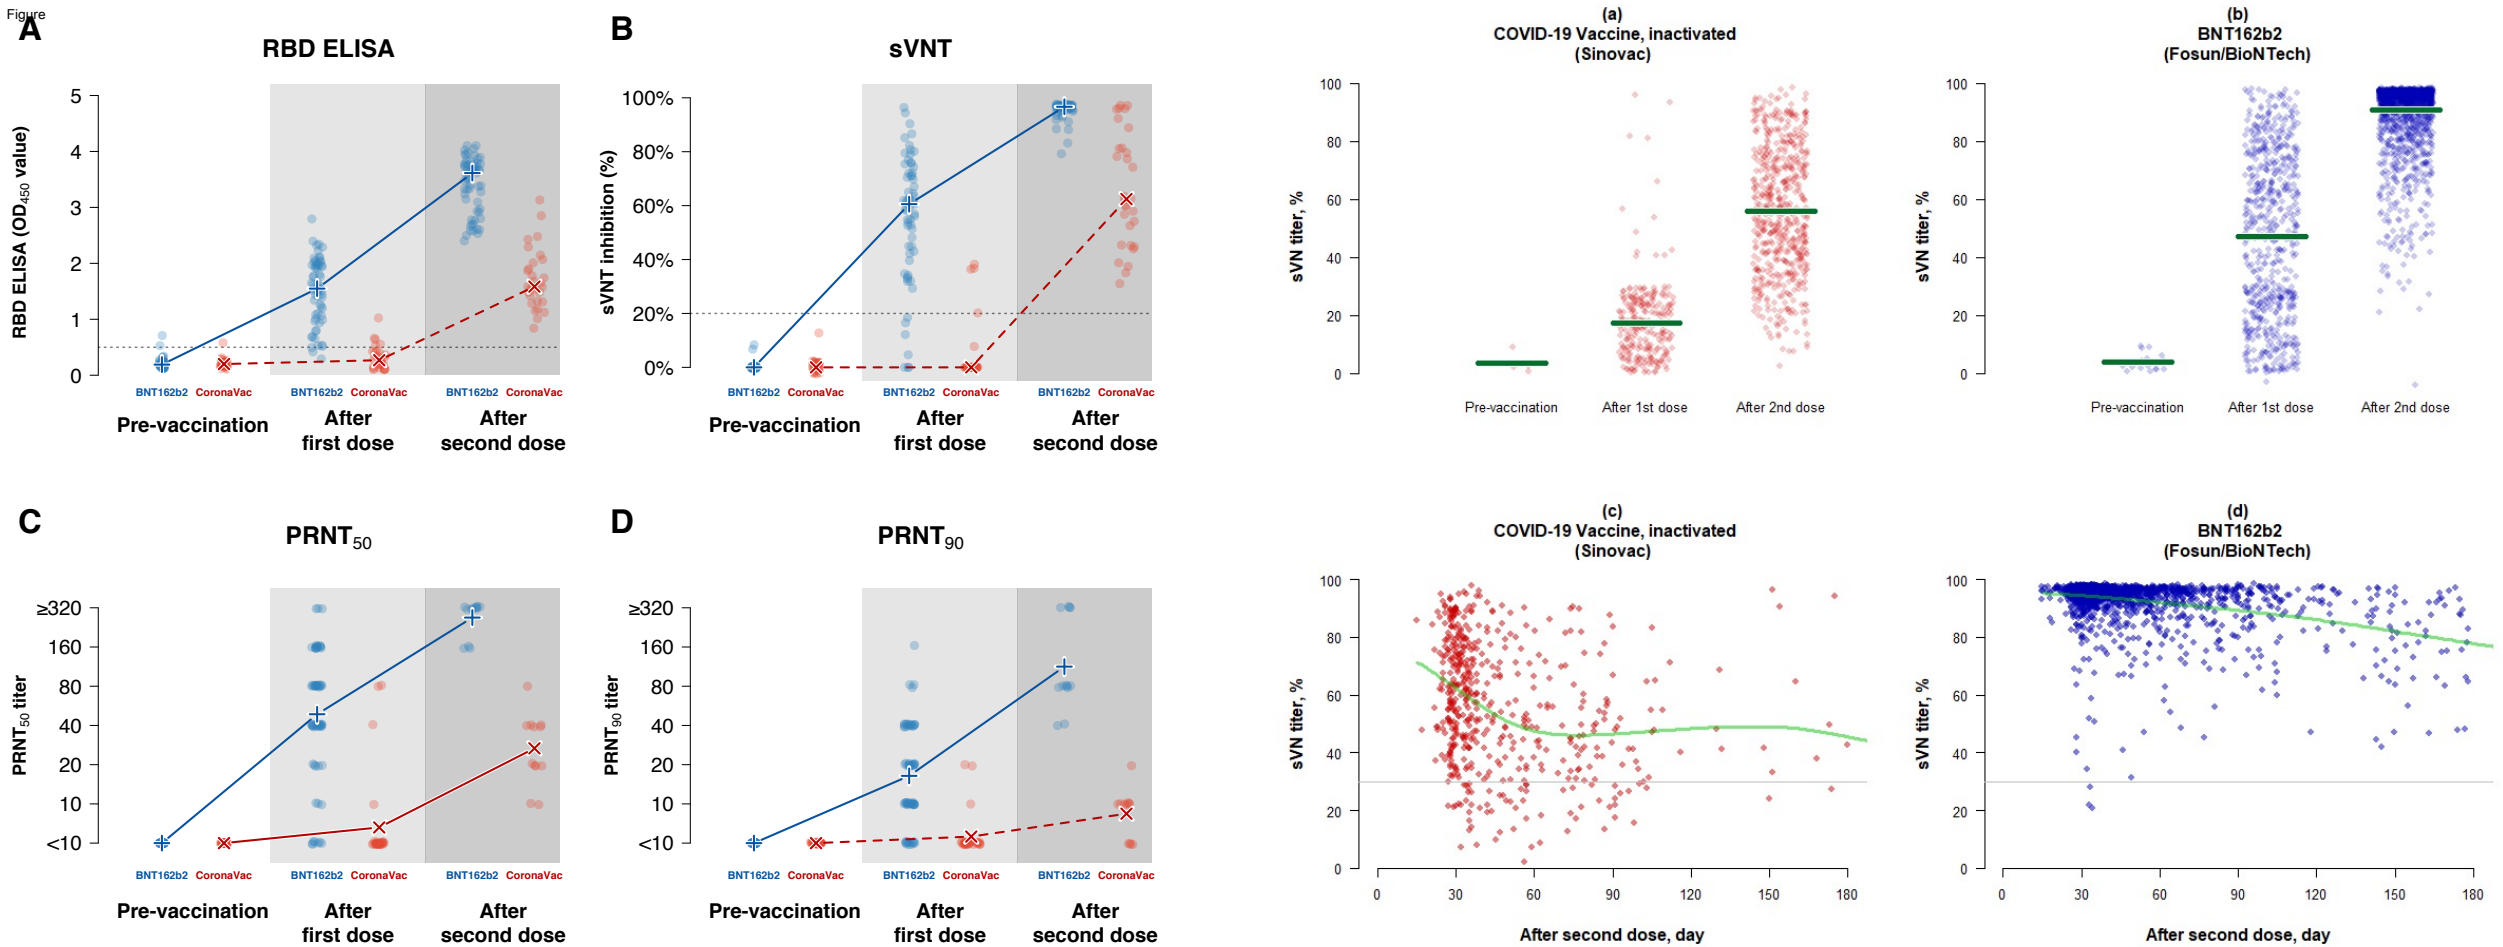 Figure
A
RBD ELISA
RBD ELISA (OD450 value)
5
4
3
2
1
0
BNT162b2 CoronaVac BNT162b2 CoronaVac BNT162b2 CoronaVac
Pre-vaccination After first dose After second dose
B
sVNT
sVNT inhibition (%)
100%
80%
60%
40%
20%
0%
BNT162b2 CoronaVac BNT162b2 CoronaVac BNT162b2 CoronaVac
Pre-vaccination After first dose After second dose
(a)
COVID-19 Vaccine, inactivated
(Sinovac)
sVN titer, %
100
80
60
40
20
0
Pre-vaccination After 1st dose After 2nd dose
(b)
BNT162b2
(Fosun/BioNTech)
sVN titer, %
100
80
60
40
20
0
Pre-vaccination After 1st dose After 2nd dose
C
PRNT50
PRNT50 titer
≥320
160
80
40
20
10
<10
BNT162b2 CoronaVac BNT162b2 CoronaVac BNT162b2 CoronaVac
Pre-vaccination After first dose After second dose
D
PRNT90
PRNT90 titer
≥320
160
80
40
20
10
<10
BNT162b2 CoronaVac BNT162b2 CoronaVac BNT162b2 CoronaVac
Pre-vaccination After first dose After second dose
(c)
COVID-19 Vaccine, inactivated
(Sinovac)
sVN titer, %
100
80
60
40
20
0
0 30 60 90 120 150 180
After second dose, day
(d)
BNT162b2
(Fosun/BioNTech)
sVN titer, %
100
80
60
40
20
0
0 30 60 90 120 150 180
After second dose, day